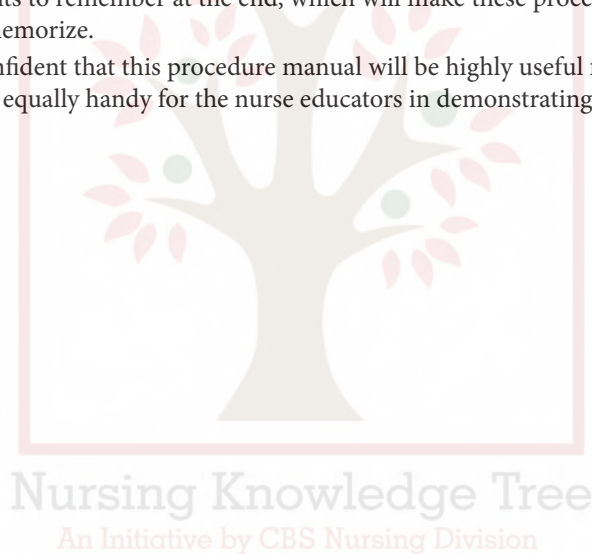 ts to remember at the end, which will make these proce
emorize.
nfident that this procedure manual will be highly useful
equally handy for the nurse educators in demonstrating
Nursing Knowledge Tree
An Initiative by CBS Nursing Division